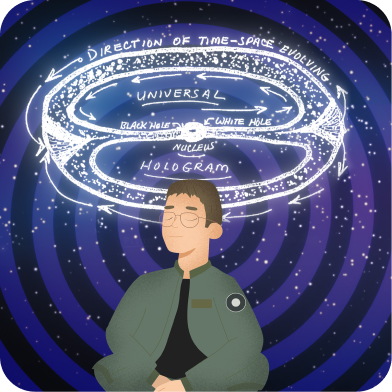 DIRECTION OF TIME-SPACE EVOLVING
UNIVERSAL
BLACK HOLE WHITE HOLE
NUCLEUS
HOLOGRAM